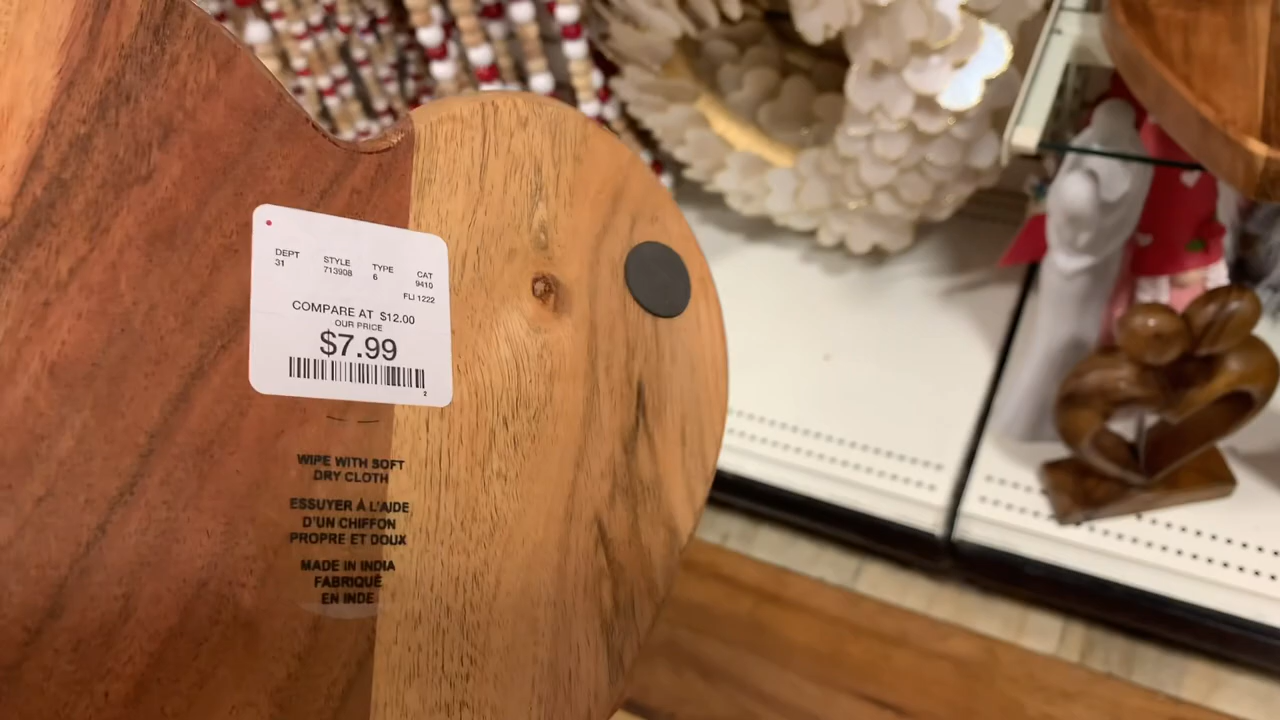 DEPT STYLE TYPE CAT
31 713908 6 9410
FLI 1222
COMPARE AT $12.00
OUR PRICE
$7.99
2
WIPE WITH SOFT
DRY CLOTH
ESSUYER À L'AIDE
D'UN CHIFFON
PROPRE ET DOUX
MADE IN INDIA
FABRIQUÉ
EN INDE